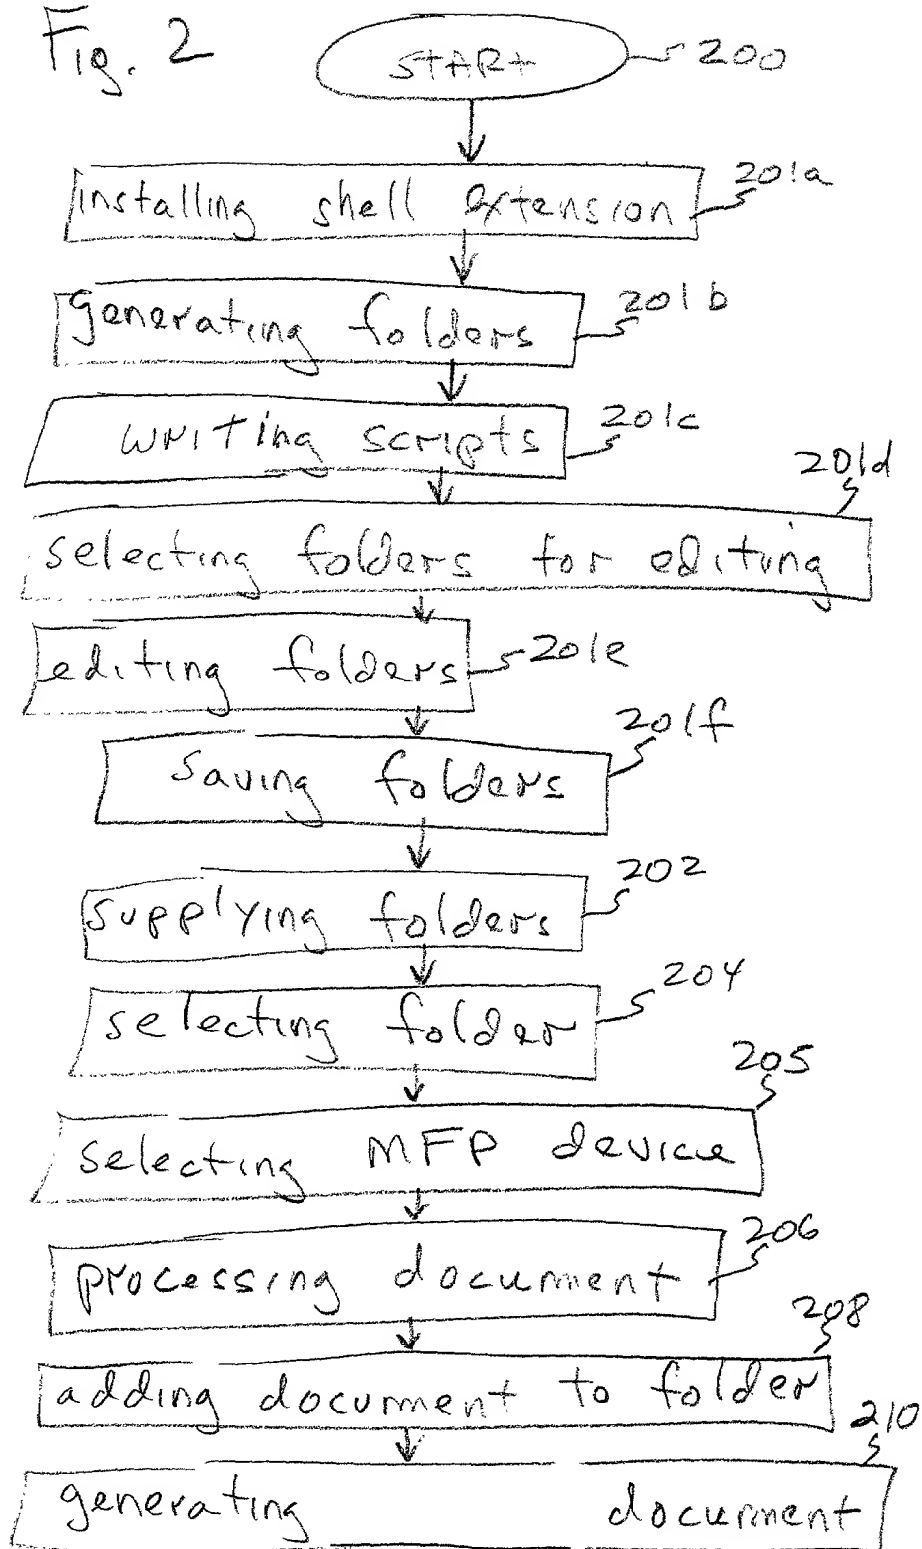 Fig. 2
START 200
installing shell extension 201a
generating folders 201b
writing scripts 201c
201d
selecting folders for editing
editing folders 201e
201f
saving folders
202
supplying folders
204
selecting folder
205
selecting MFP device
206
processing document
208
adding document to folder
210
generating document